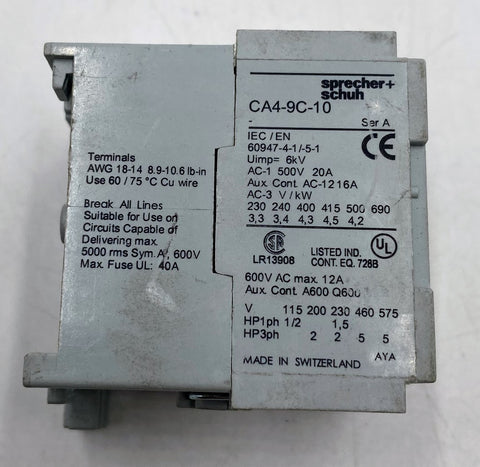 Terminals
AWG 18-14 8.9-10.6 lb-in
Use 60 / 75 °C Cu wire
Break All Lines
Suitable for Use on
Circuits Capable of
Delivering max.
5000 rms Sym.A, 600V
Max. Fuse UL: 40A
sprecher+
schuh
CA4-9C-10
- Ser A
IEC / EN
60947-4-1/-5-1
Uimp= 6kV
CE
AC-1 500V 20A
Aux. Cont. AC-12 16A
AC-3 V / kW
230 240 400 415 500 690
3,3 3,4 4,3 4,5 4,2
SA
LR13908
LISTED IND.
CONT. EQ. 728B
UL
600V AC max. 12A
Aux. Cont. A600 Q600
V 115 200 230 460 575
HP1ph 1/2 1,5
HP3ph 2 2 5 5
MADE IN SWITZERLAND AYA